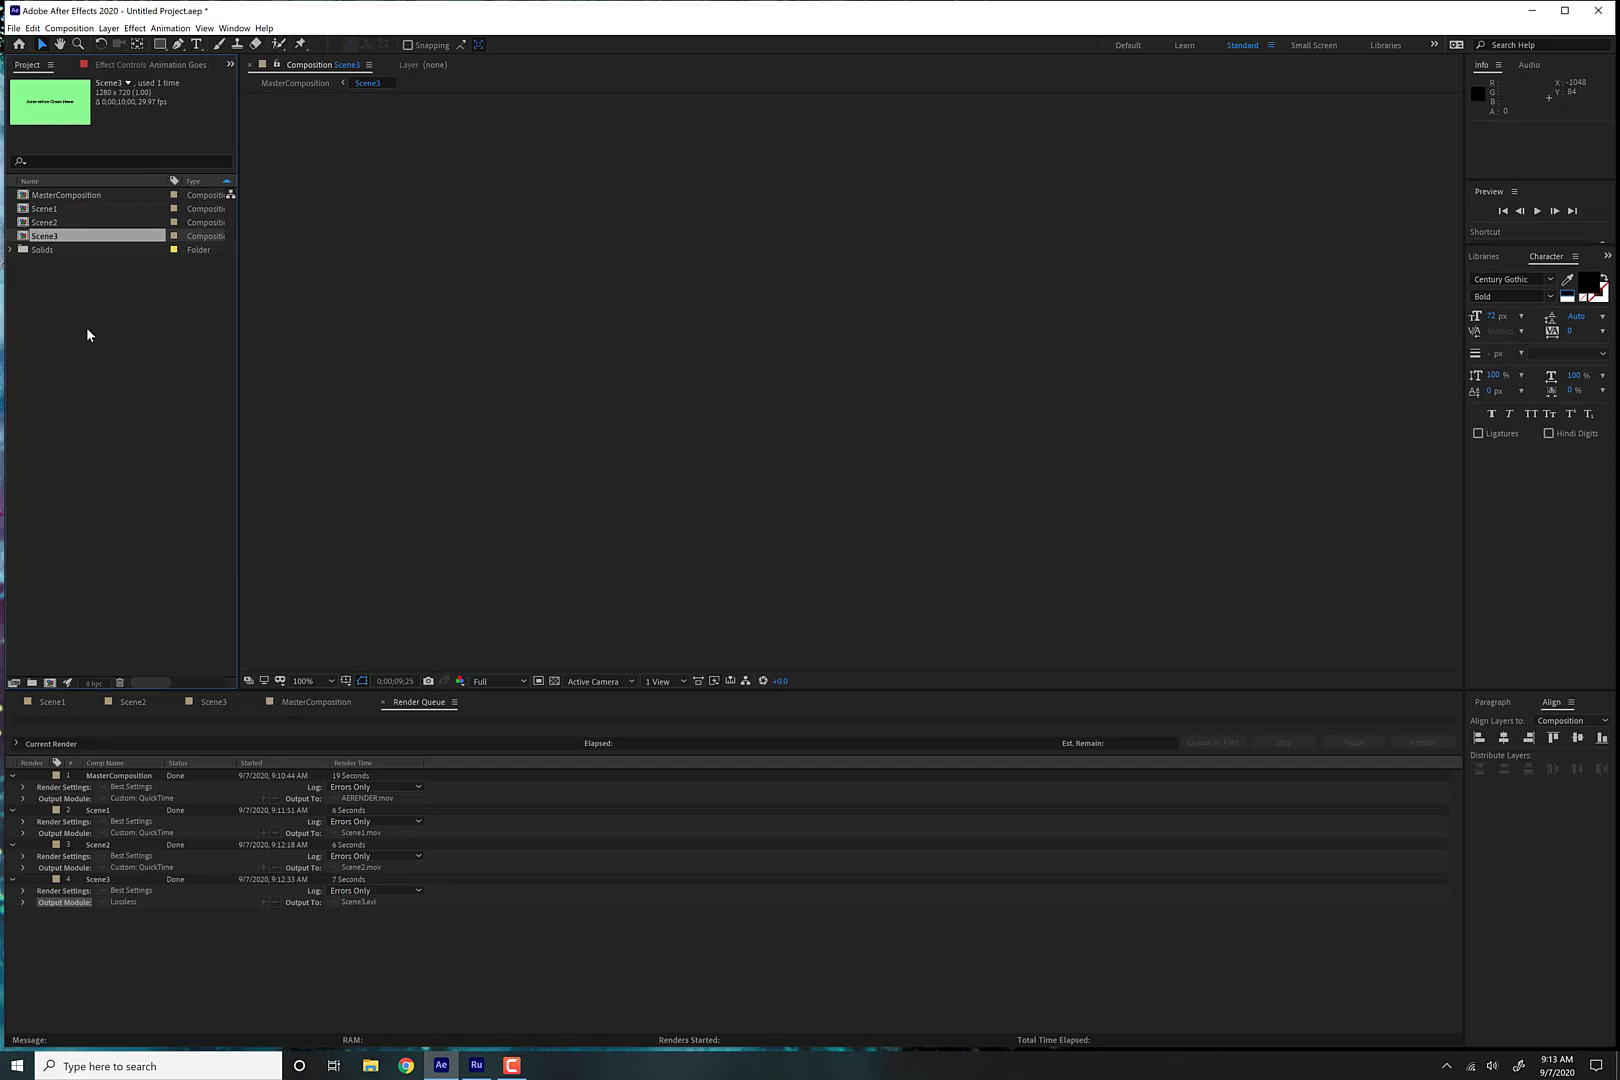 Adobe After Effects 2020 - Untitled Project.aep *
File Edit Composition Layer Effect Animation View Window Help
Snapping Default Learn Standard Small Screen Libraries Search Help
Project Effect Controls Animation Goes Composition Scene3 Layer (none) Info Audio
MasterComposition Scene3
Scene3 , used 1 time
1280 x 720 (1.00)
Δ 0;00;10;00, 29.97 fps
Animation Goes Here
R : X : -1048
G : Y : 84
B :
A : 0
Name Type
MasterComposition Compositi
Scene1 Compositi
Scene2 Compositi
Scene3 Compositi
Solids Folder
Preview
Shortcut
Libraries Character
Century Gothic
Bold
72 px Auto
Metrics 0
- px
100 % 100 %
0 px 0 %
Ligatures Hindi Digits
8 bpc 100% 0;00;09;25 Full Active Camera 1 View +0.0
Scene1 Scene2 Scene3 MasterComposition Render Queue
Paragraph Align
Align Layers to: Composition
Distribute Layers:
Current Render Elapsed: Est. Remain: Queue in AME Stop Pause Render
Render # Comp Name Status Started Render Time
1 MasterComposition Done 9/7/2020, 9:10:44 AM 19 Seconds
Render Settings: Best Settings Log: Errors Only
Output Module: Custom: QuickTime + − Output To: AERENDER.mov
2 Scene1 Done 9/7/2020, 9:11:51 AM 6 Seconds
Render Settings: Best Settings Log: Errors Only
Output Module: Custom: QuickTime + − Output To: Scene1.mov
3 Scene2 Done 9/7/2020, 9:12:18 AM 6 Seconds
Render Settings: Best Settings Log: Errors Only
Output Module: Custom: QuickTime + − Output To: Scene2.mov
4 Scene3 Done 9/7/2020, 9:12:33 AM 7 Seconds
Render Settings: Best Settings Log: Errors Only
Output Module: Lossless + − Output To: Scene3.avi
Message: RAM: Renders Started: Total Time Elapsed:
Type here to search Ae Ru 9:13 AM
9/7/2020